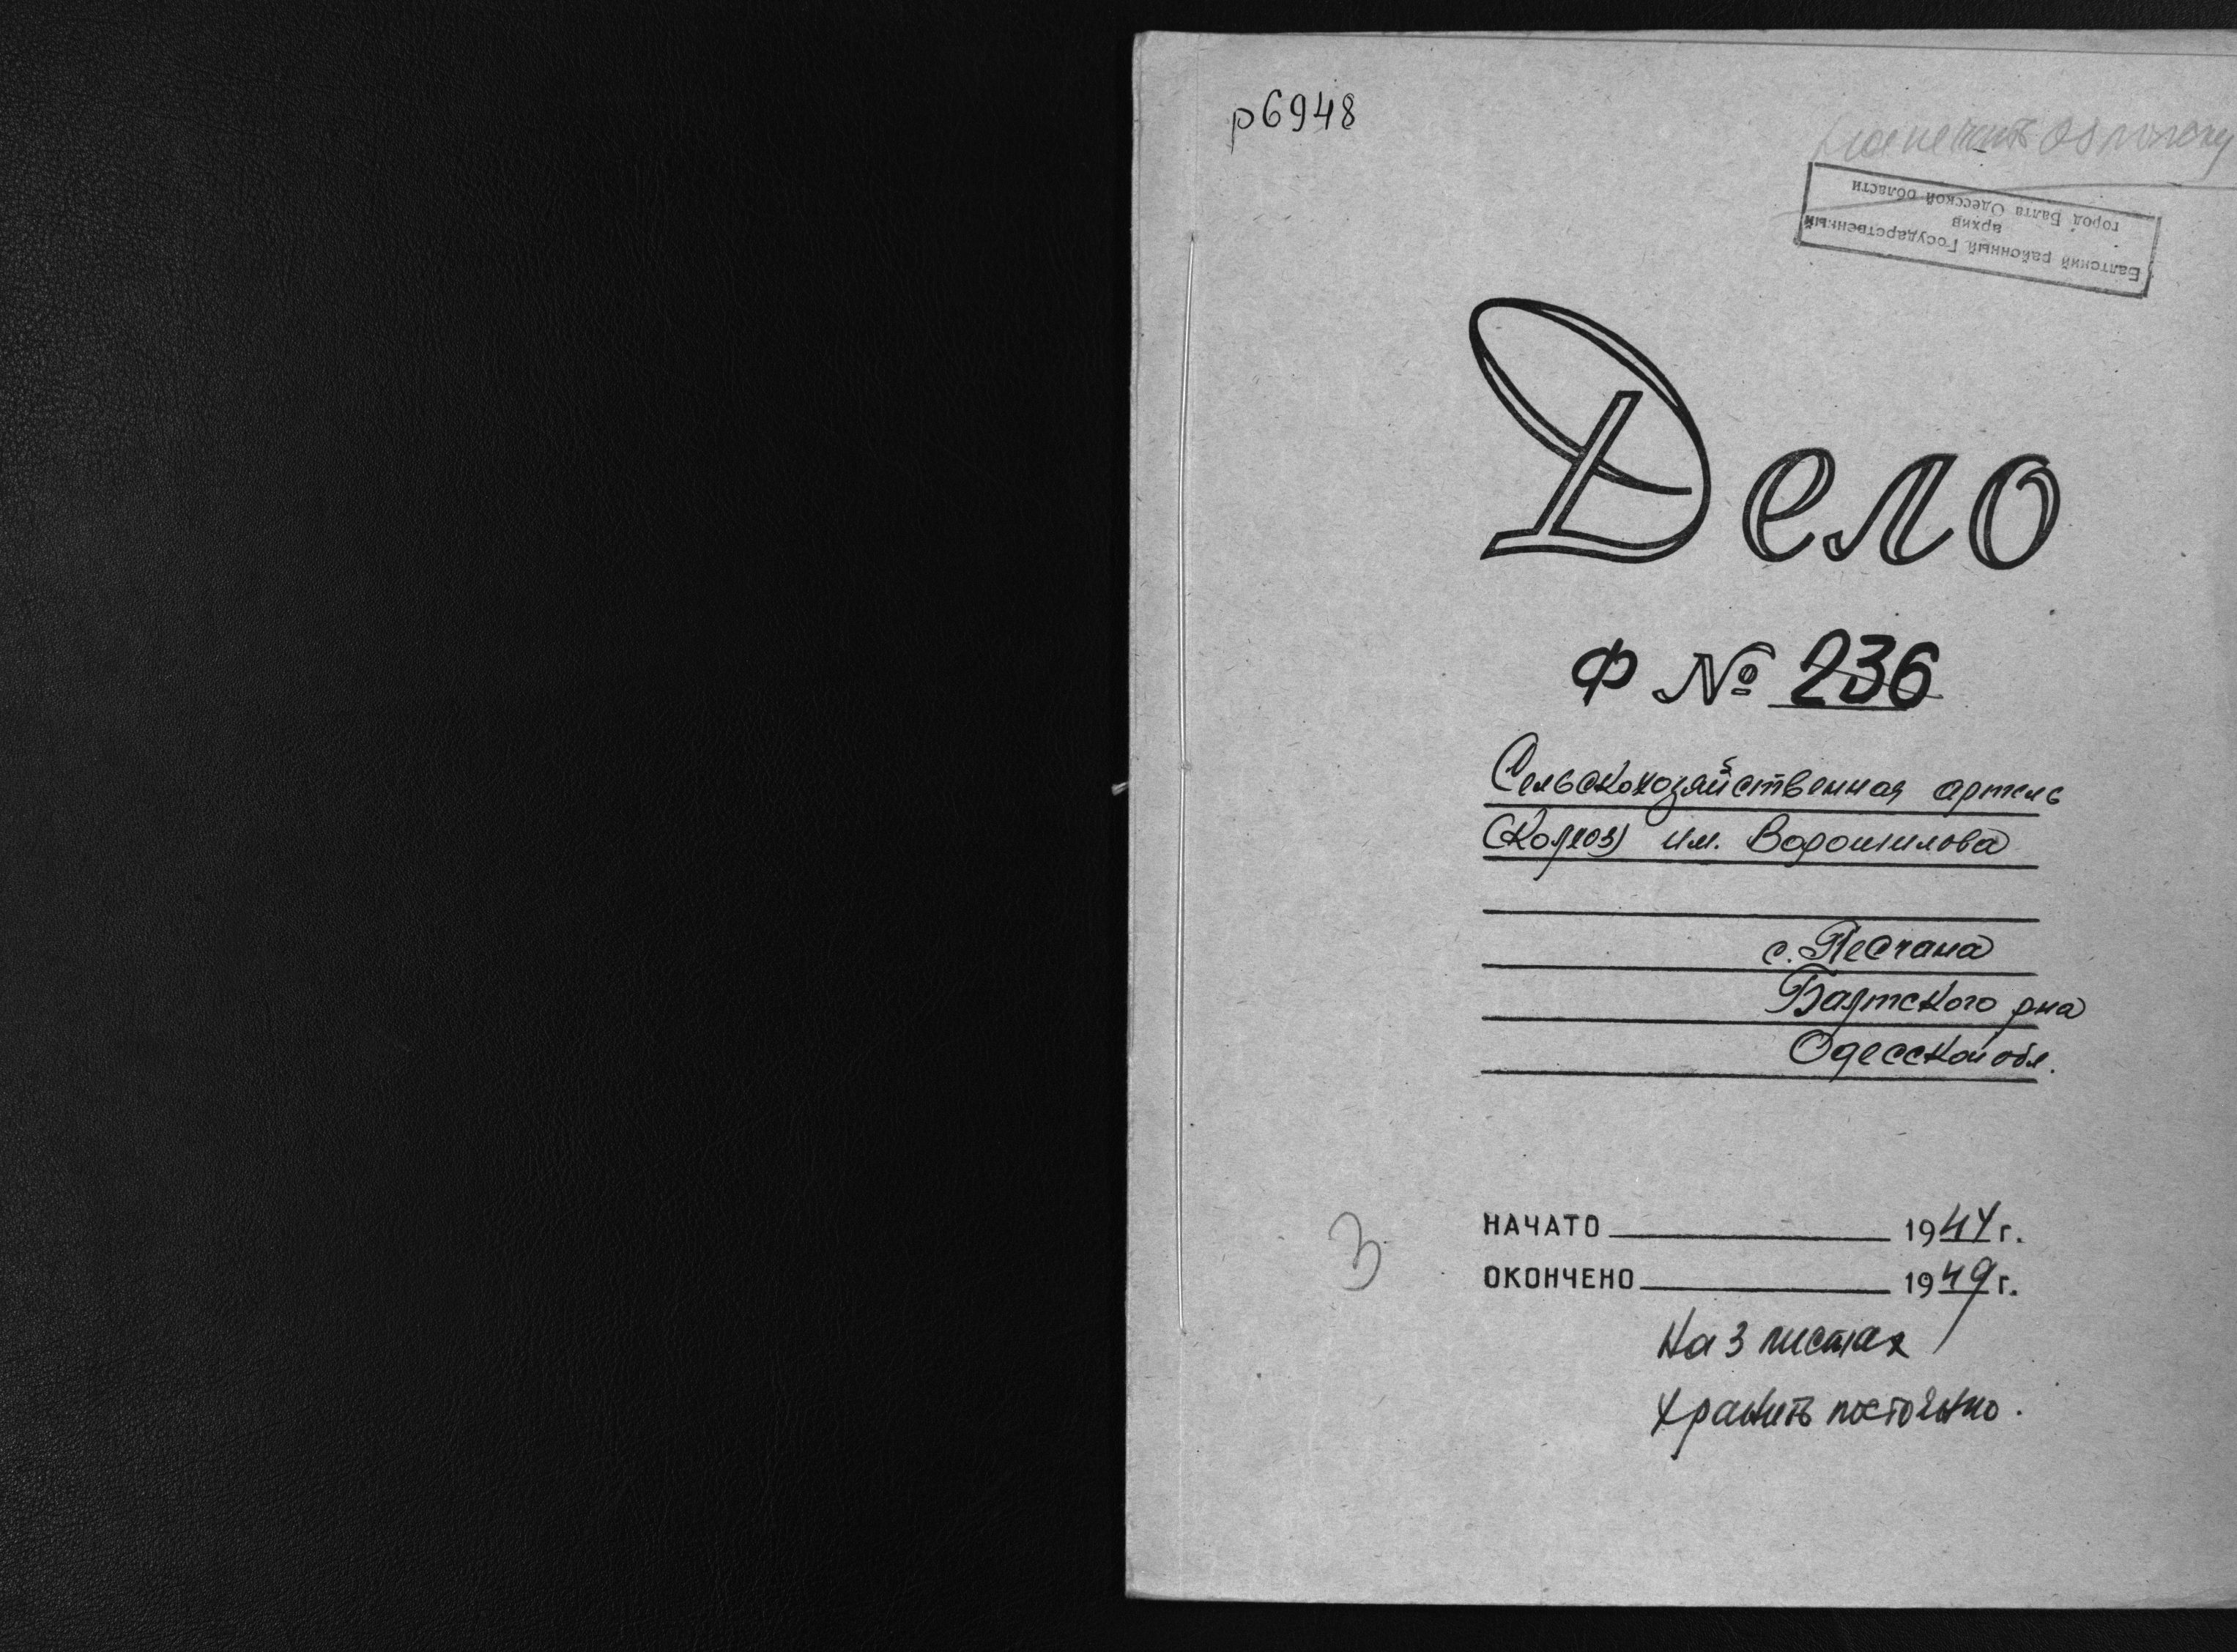 р6948
Балтский районный Государственный
архив
город Балта Одесской области
Дело
Ф № 236
Сельскохозяйственная артель
(Колхоз) им. Ворошилова
с. Песчана
Балтского р-на
Одесской обл.
НАЧАТО 1944 г.
3
ОКОНЧЕНО 1949 г.
На 3 листах
Хранить постоянно.